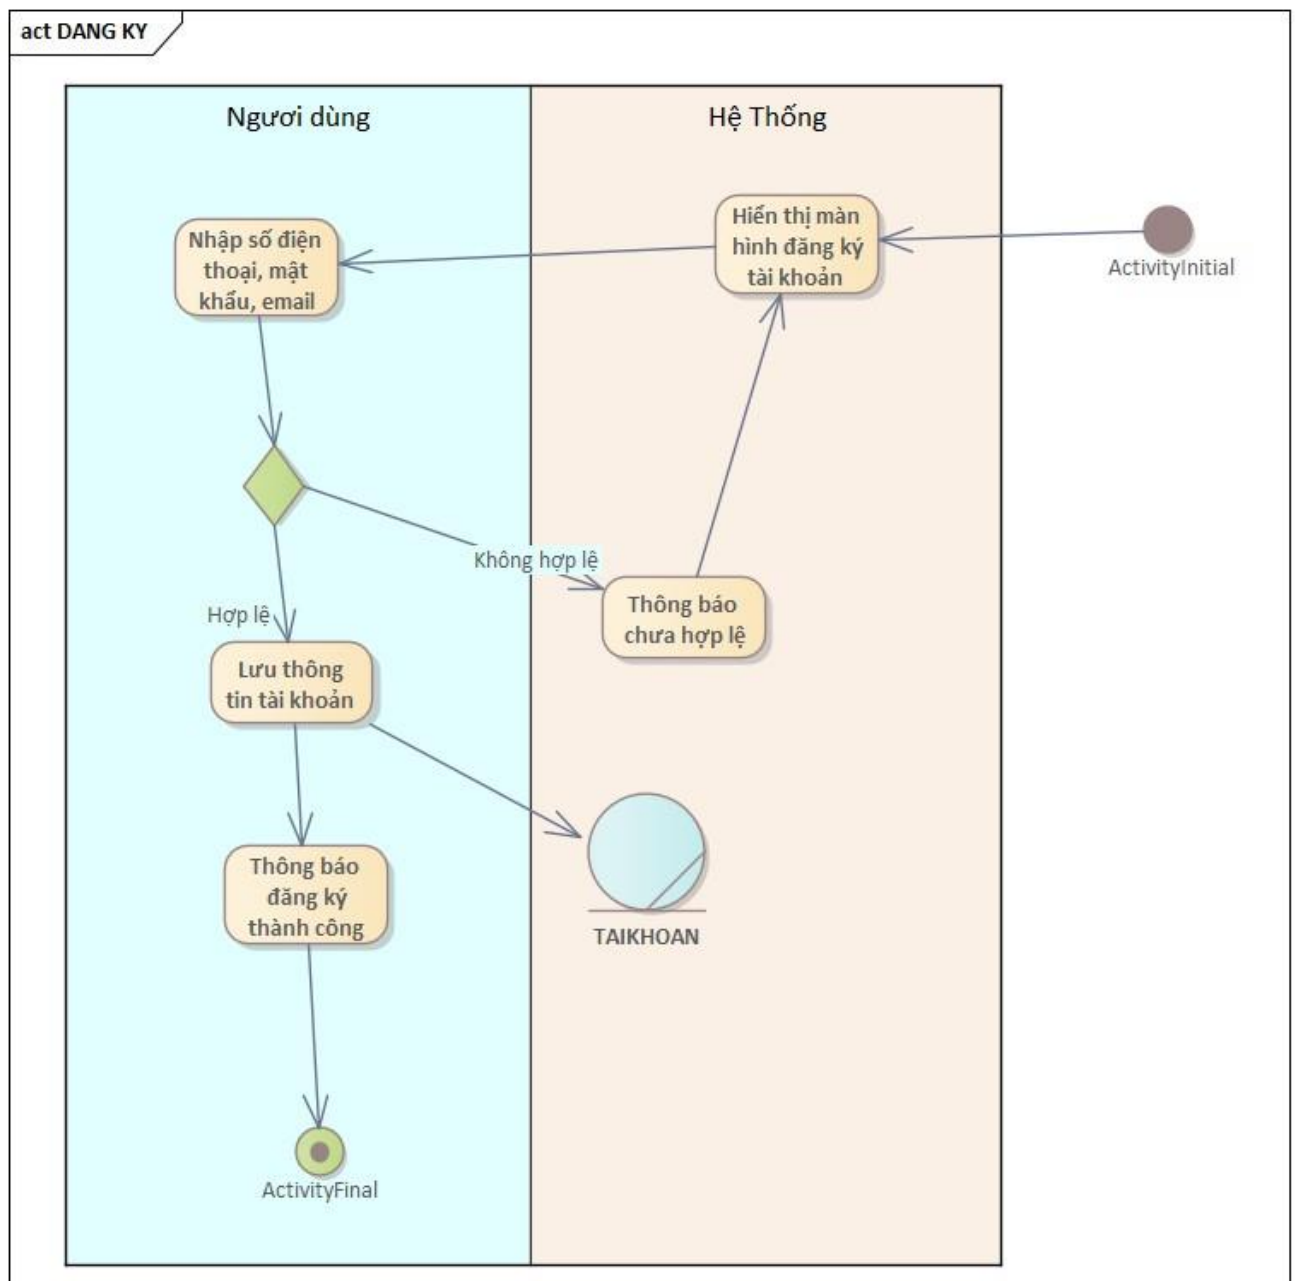 act DANG KY
Ngươi dùng
Hệ Thống
Nhập số điện
thoại, mật
khẩu, email
Hiển thị màn
hình đăng ký
tài khoản
ActivityInitial
Không hợp lệ
Thông báo
chưa hợp lệ
Hợp lệ
Lưu thông
tin tài khoản
Thông báo
đăng ký
thành công
TAIKHOAN
ActivityFinal